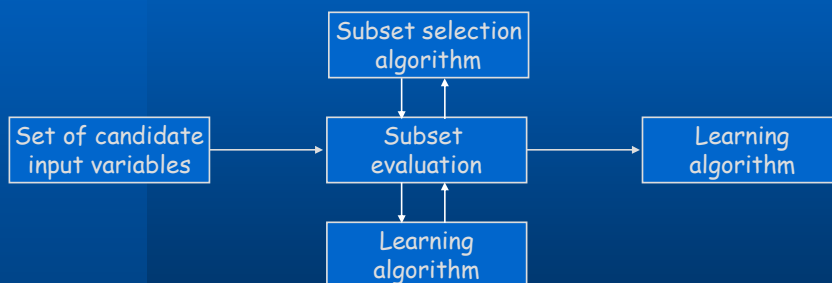 Subset selection
algorithm
Set of candidate
input variables
Subset
evaluation
Learning
algorithm
Learning
algorithm